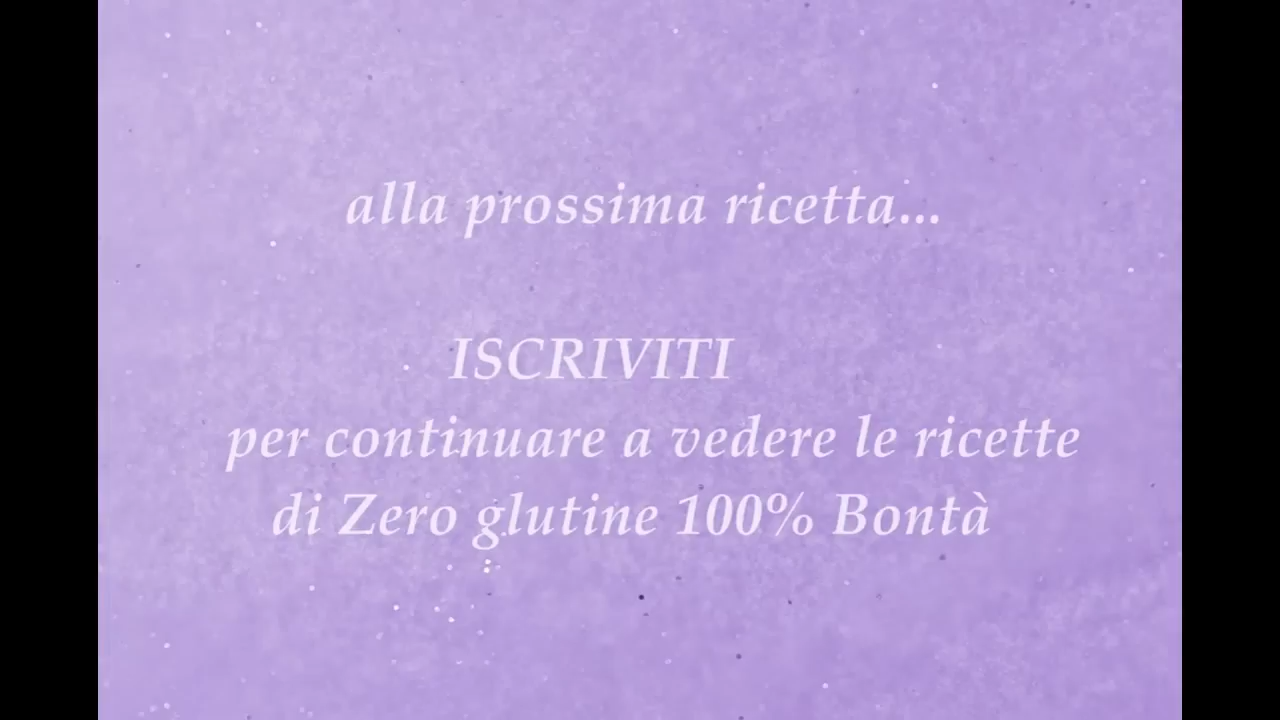 alla prossima ricetta...
ISCRIVITI
per continuare a vedere le ricette
di Zero glutine 100% Bontà